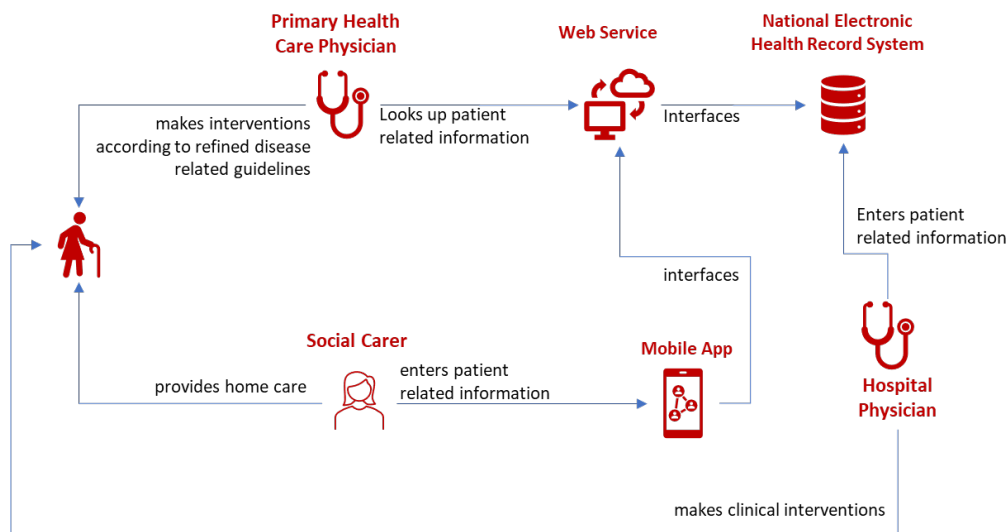 Primary Health
Care Physician
Web Service
National Electronic
Health Record System
makes interventions
according to refined disease
related guidelines
Looks up patient
related information
Interfaces
Enters patient
related information
interfaces
Social Carer
Mobile App
provides home care
enters patient
related information
Hospital
Physician
makes clinical interventions